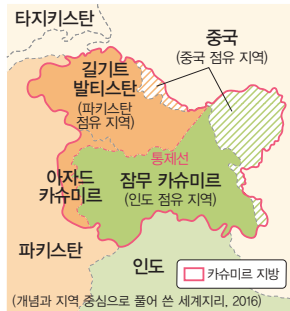 타지키스탄
중국
(중국 점유 지역)
길기트
발티스탄
(파키스탄
점유 지역)
통제선
아자드
카슈미르
잠무 카슈미르
(인도 점유 지역)
파키스탄
인도
카슈미르 지방
(개념과 지역 중심으로 풀어 쓴 세계지리, 2016)